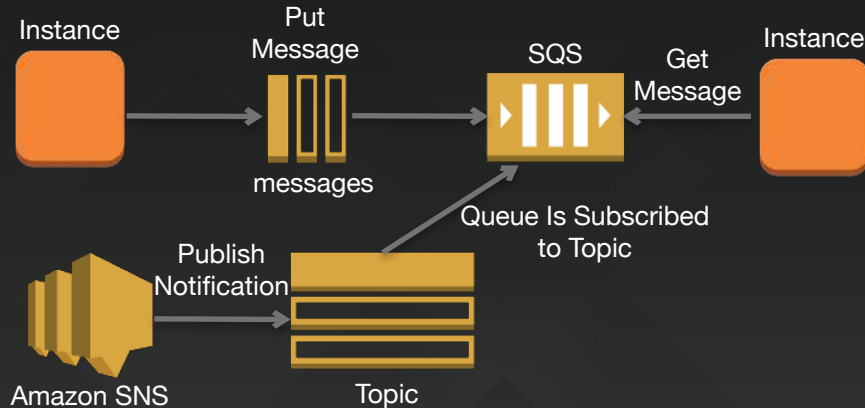 Instance
Put
Message
messages
SQS
Get
Message
Instance
Queue Is Subscribed
to Topic
Publish
Notification
Amazon SNS
Topic